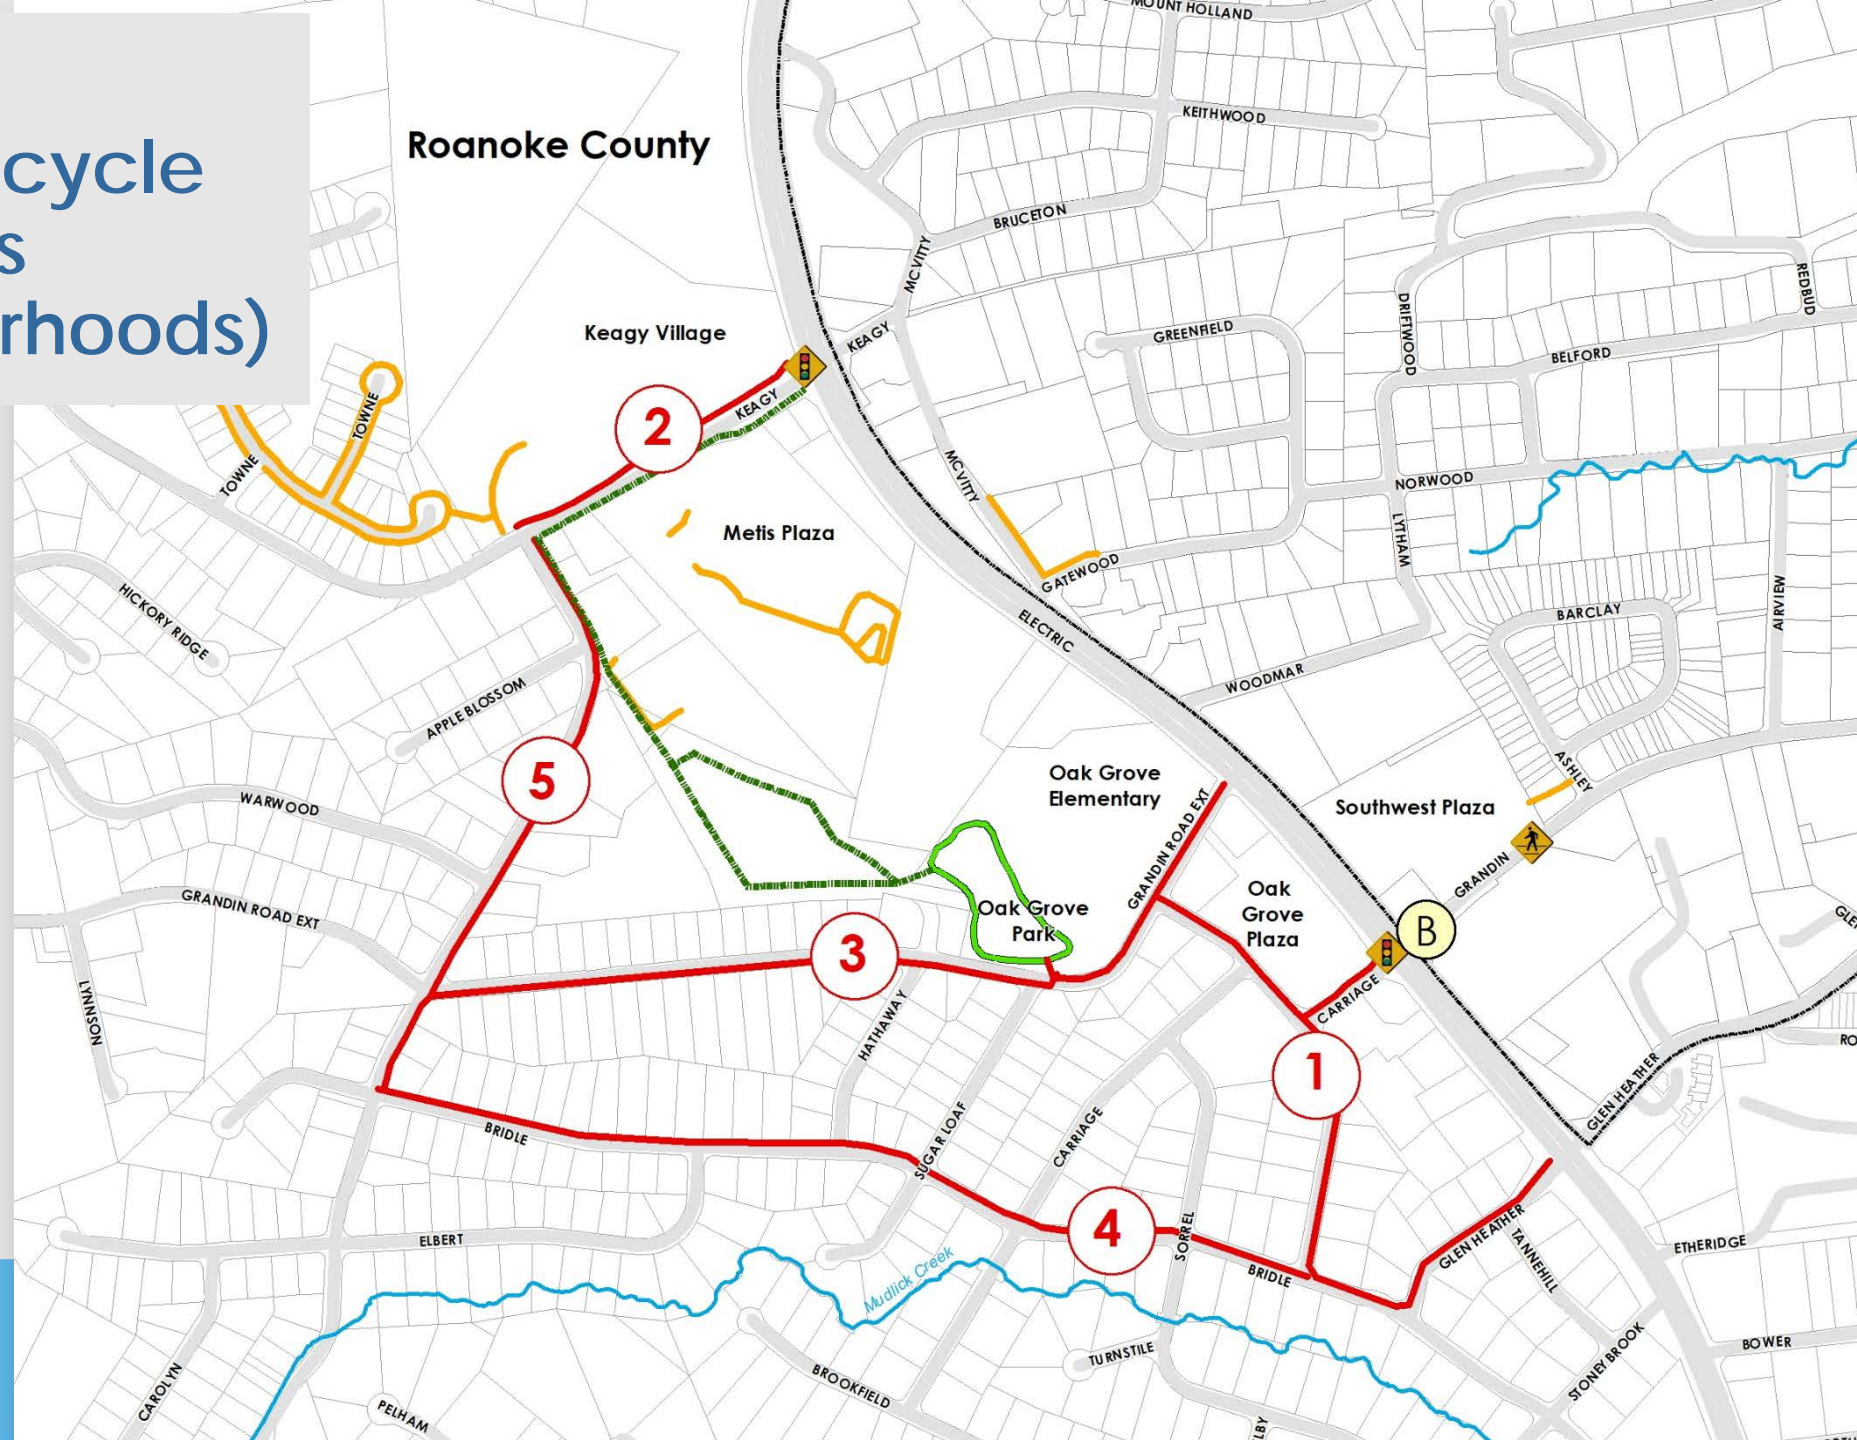 cycle
s
rhoods)
Roanoke County
MOUNT HOLLAND
KEITHWOOD
BRUCETON
MCVITTY
KEAGY
Keagy Village
KEAGY
2
GREENFIELD
DRIFTWOOD
REDBUD
BELFORD
TOWNE
TOWNE
MCVITTY
NORWOOD
LYTHAM
Metis Plaza
GATEWOOD
ELECTRIC
BARCLAY
AIRVIEW
HICKORY RIDGE
APPLE BLOSSOM
WOODMAR
5
WARWOOD
Oak Grove
Elementary
GRANDIN ROAD EXT
Southwest Plaza
ASHLEY
GRANDIN
GRANDIN ROAD EXT
Oak Grove
Park
Oak
Grove
Plaza
B
GLE
3
CARRIAGE
LYNNSON
HATHAWAY
1
RO
GLEN HEATHER
BRIDLE
SUGAR LOAF
CARRIAGE
4
SORREL
BRIDLE
GLEN HEATHER
TANNEHILL
ETHERIDGE
ELBERT
Mudlick Creek
CAROLYN
PELHAM
BROOKFIELD
TURNSTILE
STONEYBROOK
BOWER
LBY